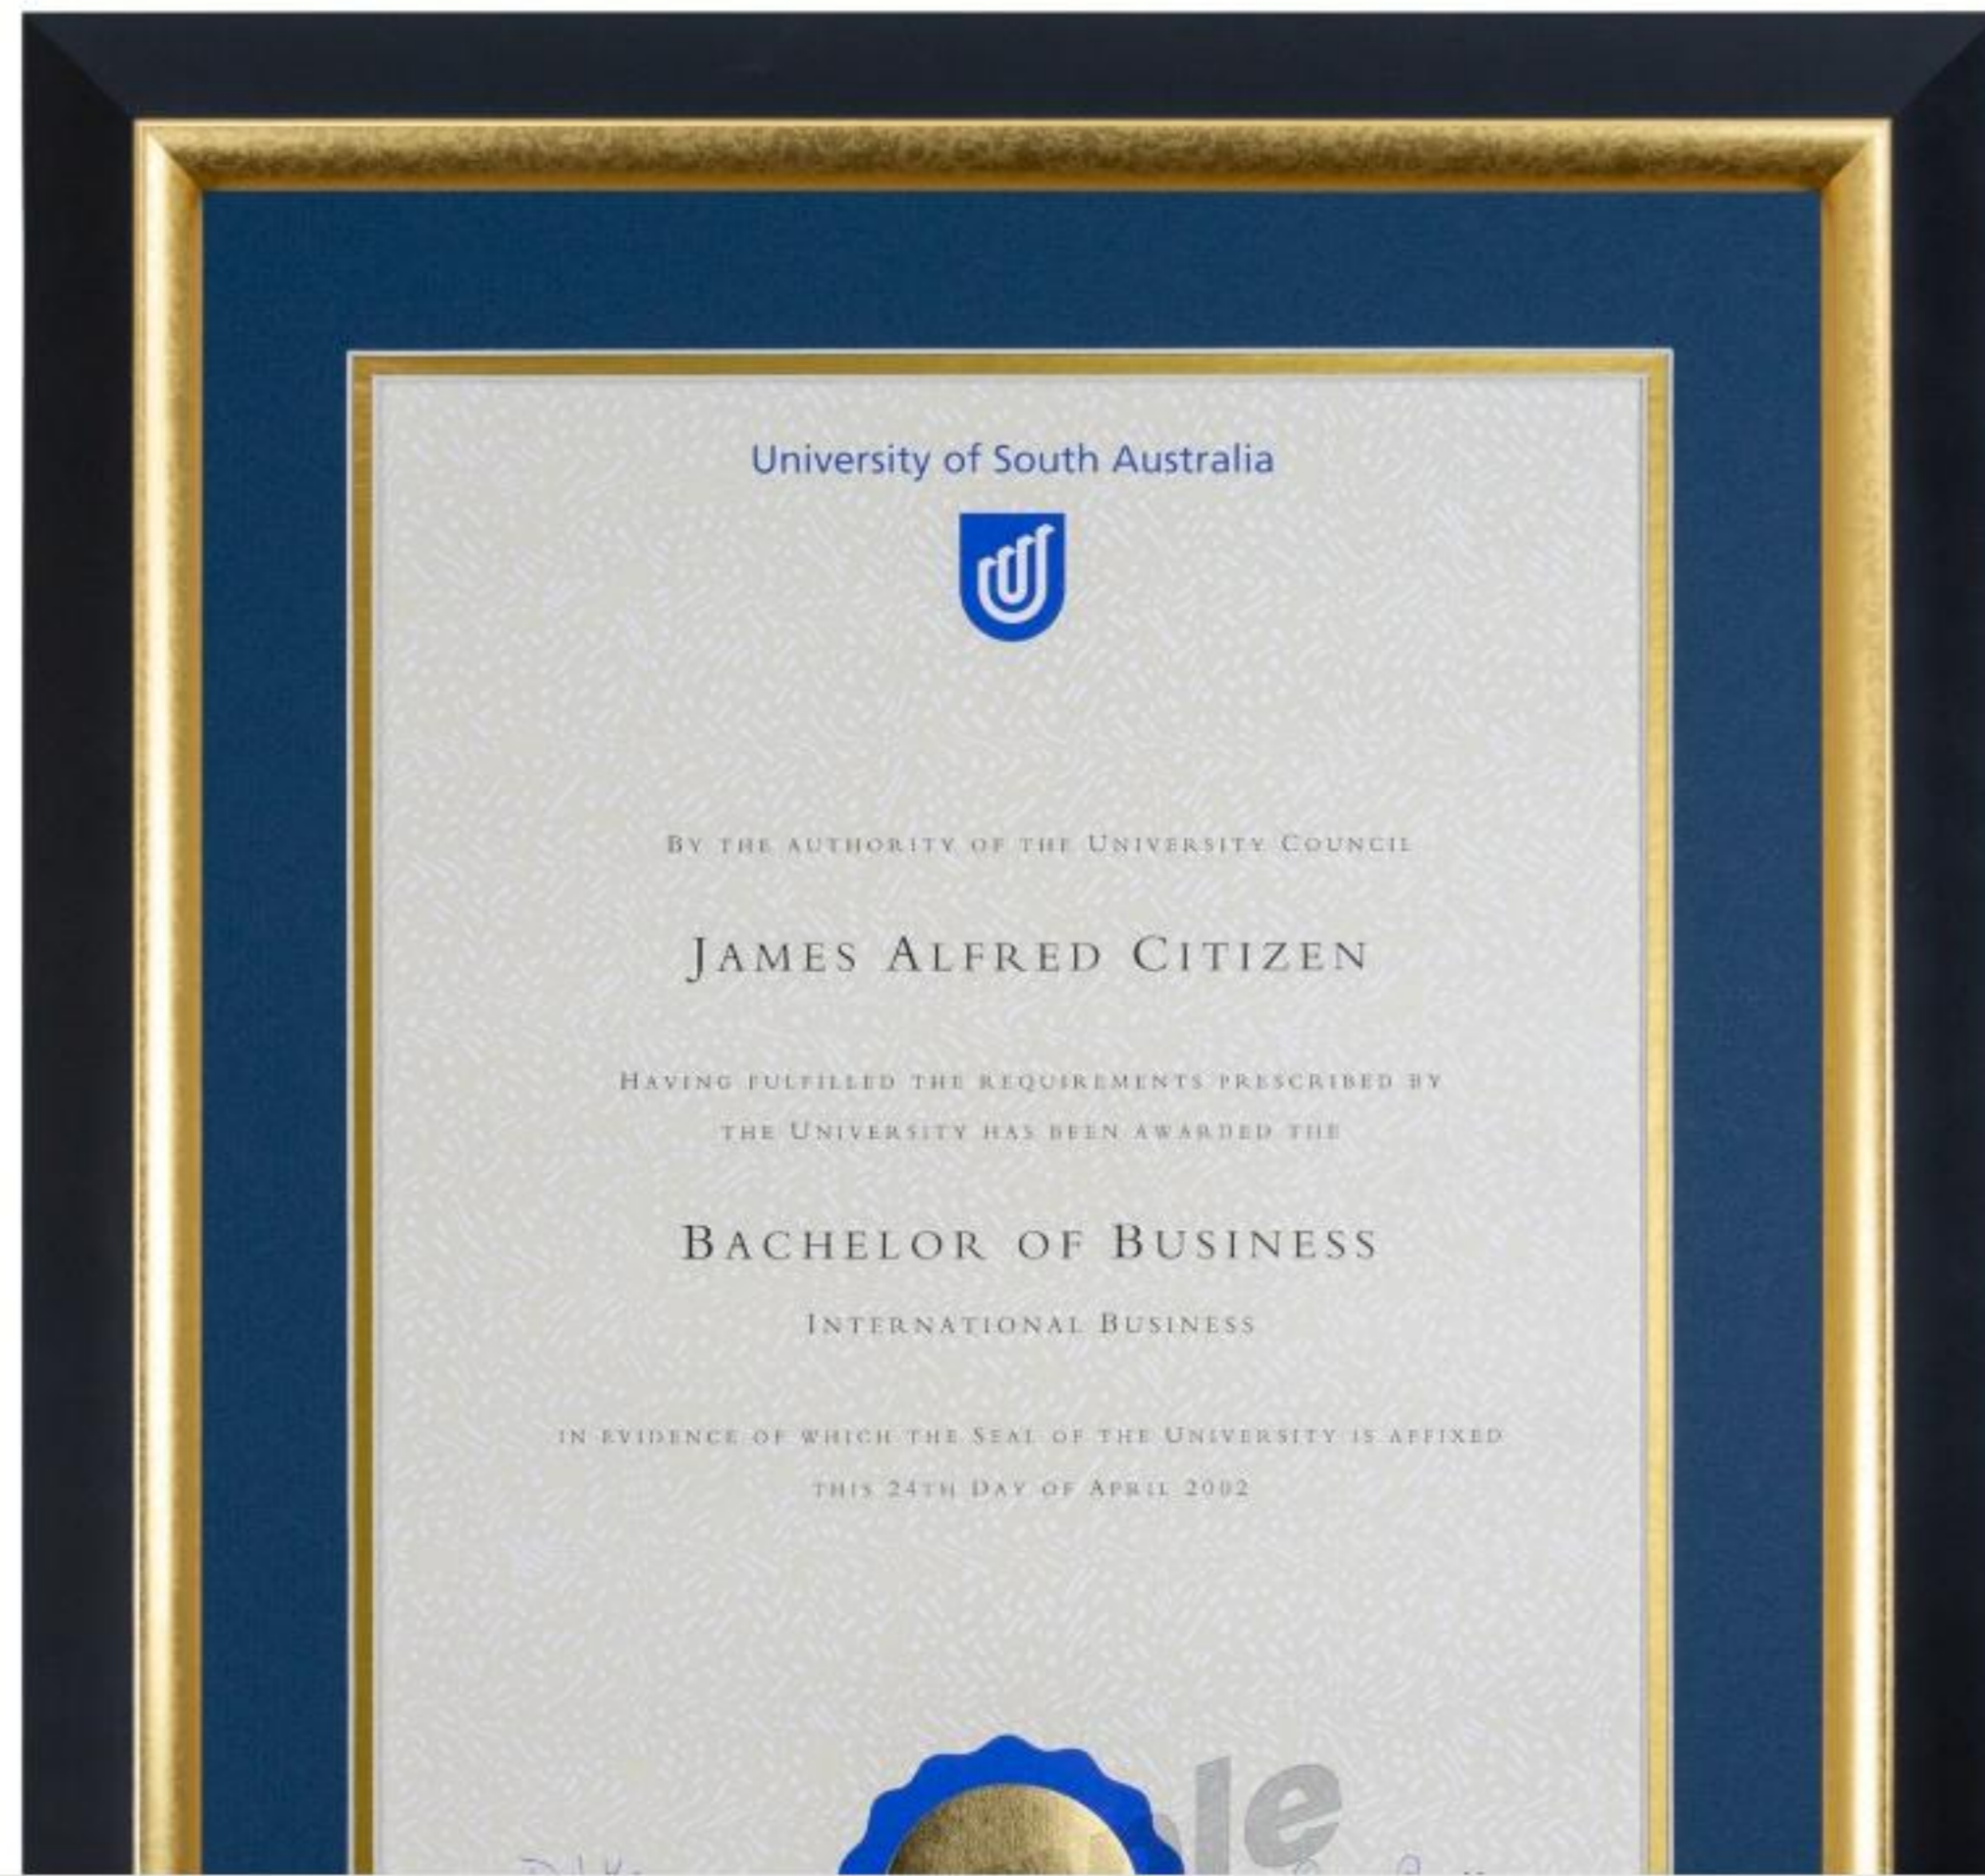 University of South Australia
BY THE AUTHORITY OF THE UNIVERSITY COUNCIL
JAMES ALFRED CITIZEN
HAVING FULFILLED THE REQUIREMENTS PRESCRIBED BY
THE UNIVERSITY HAS BEEN AWARDED THE
BACHELOR OF BUSINESS
INTERNATIONAL BUSINESS
IN EVIDENCE OF WHICH THE SEAL OF THE UNIVERSITY IS AFFIXED
THIS 24TH DAY OF APRIL 2002
le